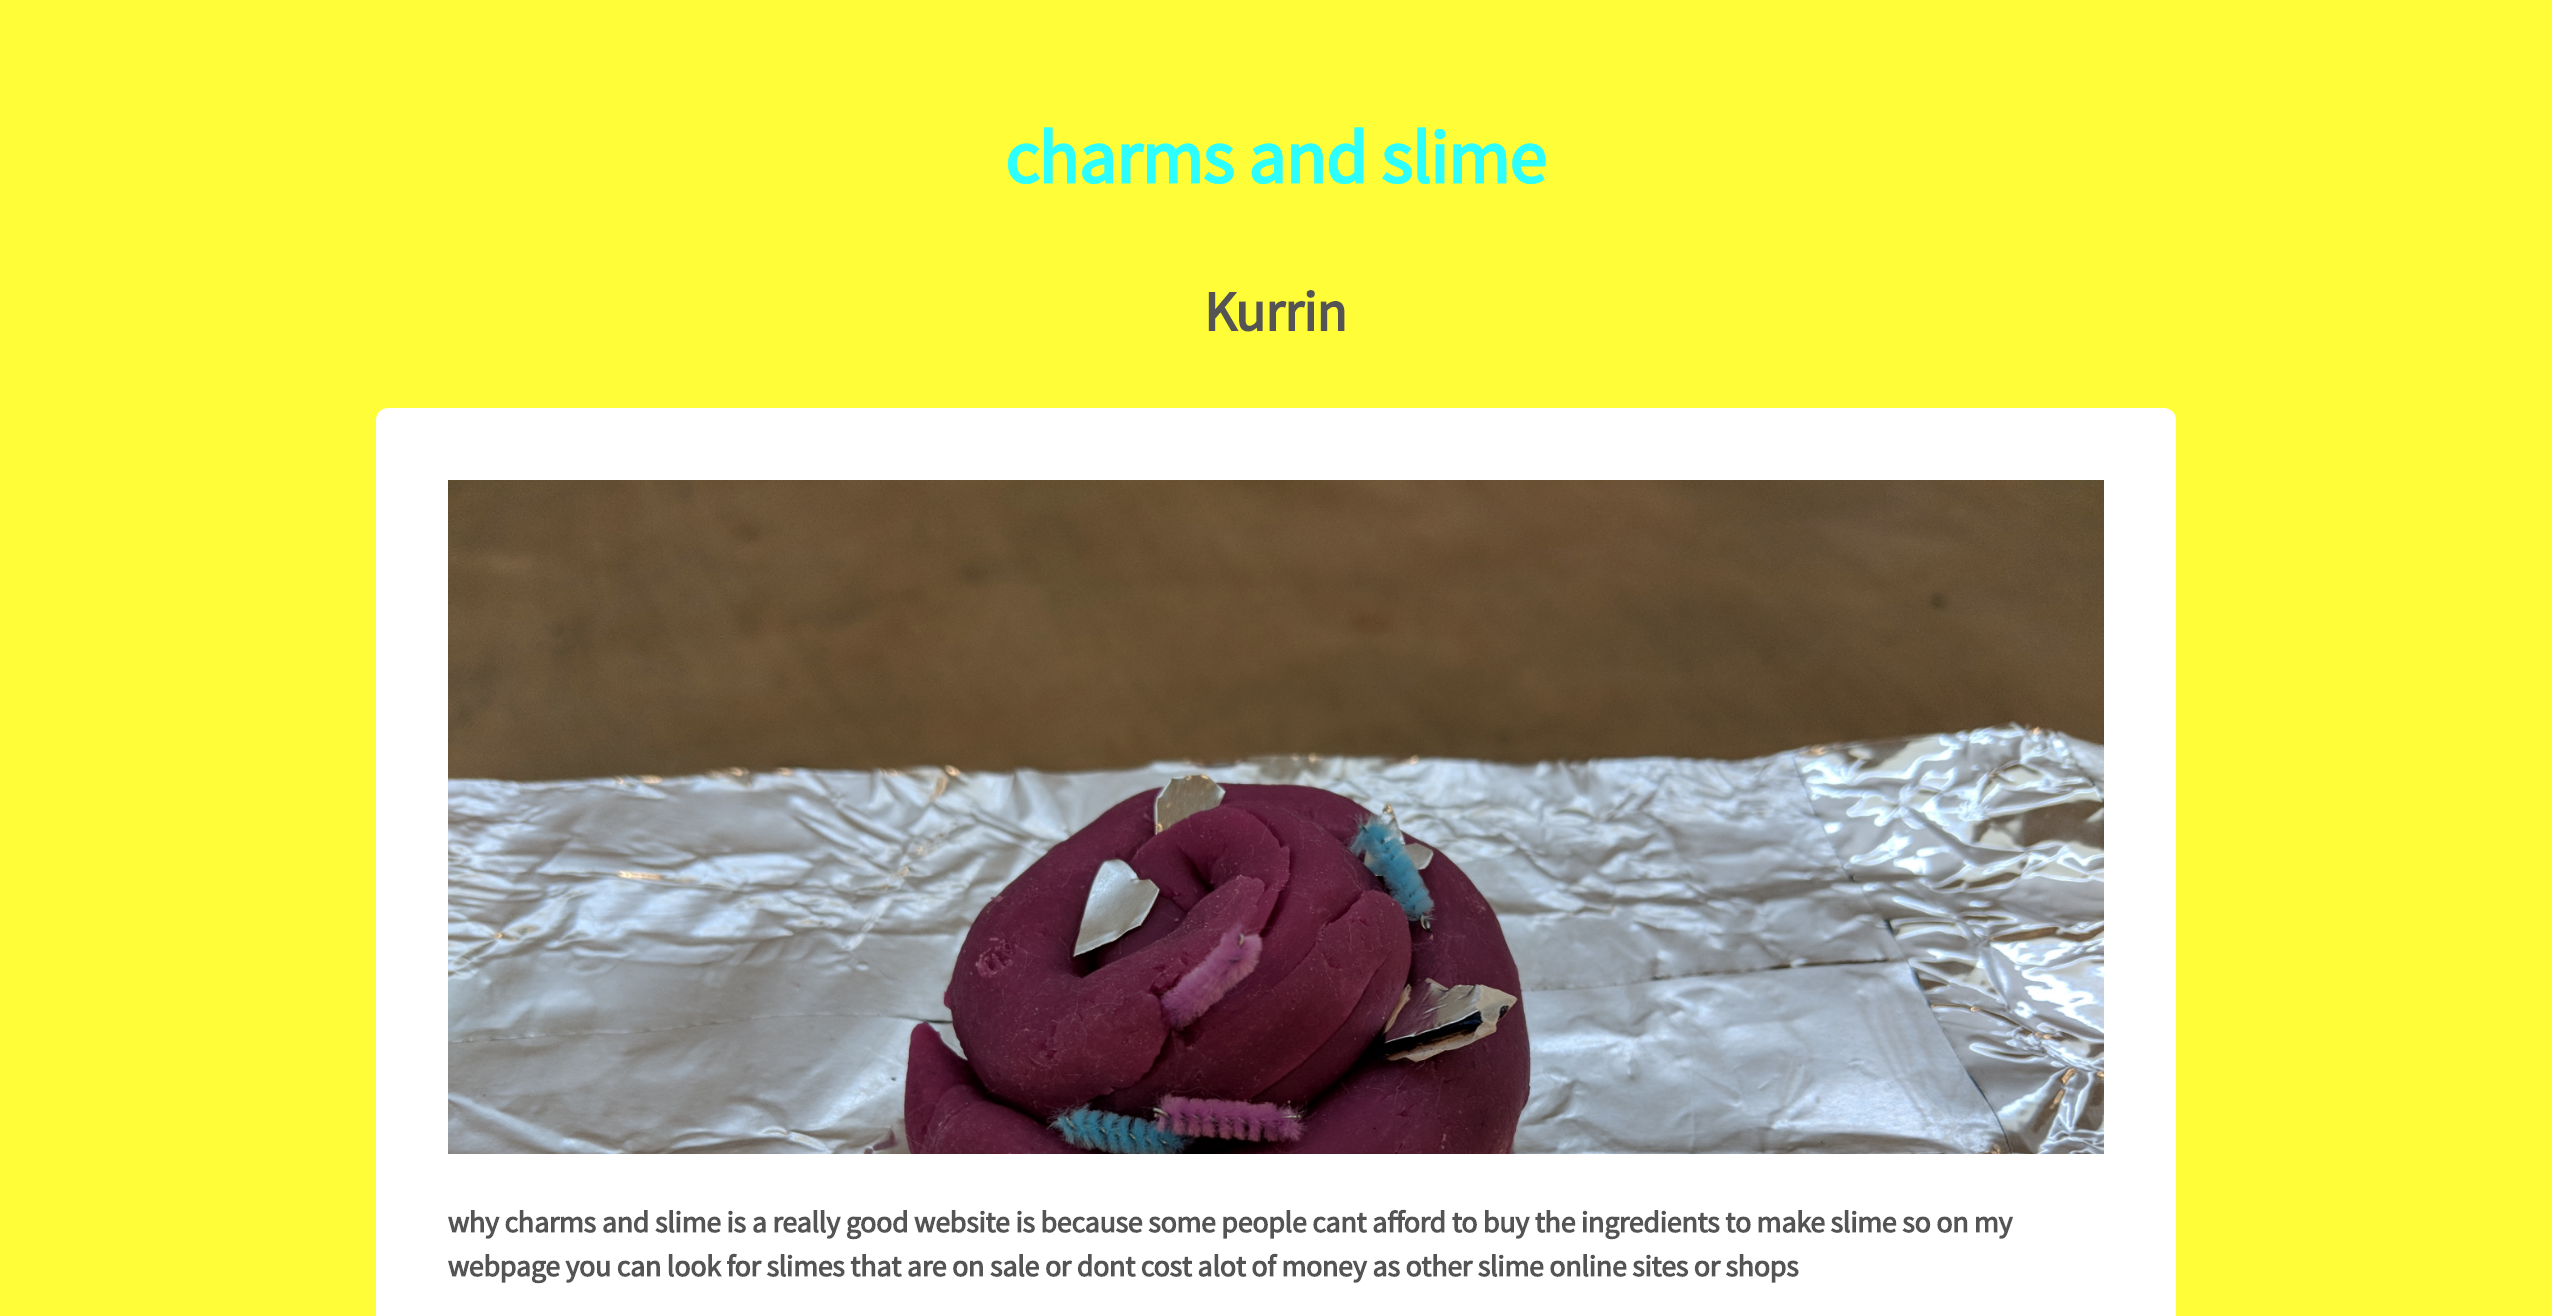 charms and slime
Kurrin
why charms and slime is a really good website is because some people cant afford to buy the ingredients to make slime so on my
webpage you can look for slimes that are on sale or dont cost alot of money as other slime online sites or shops